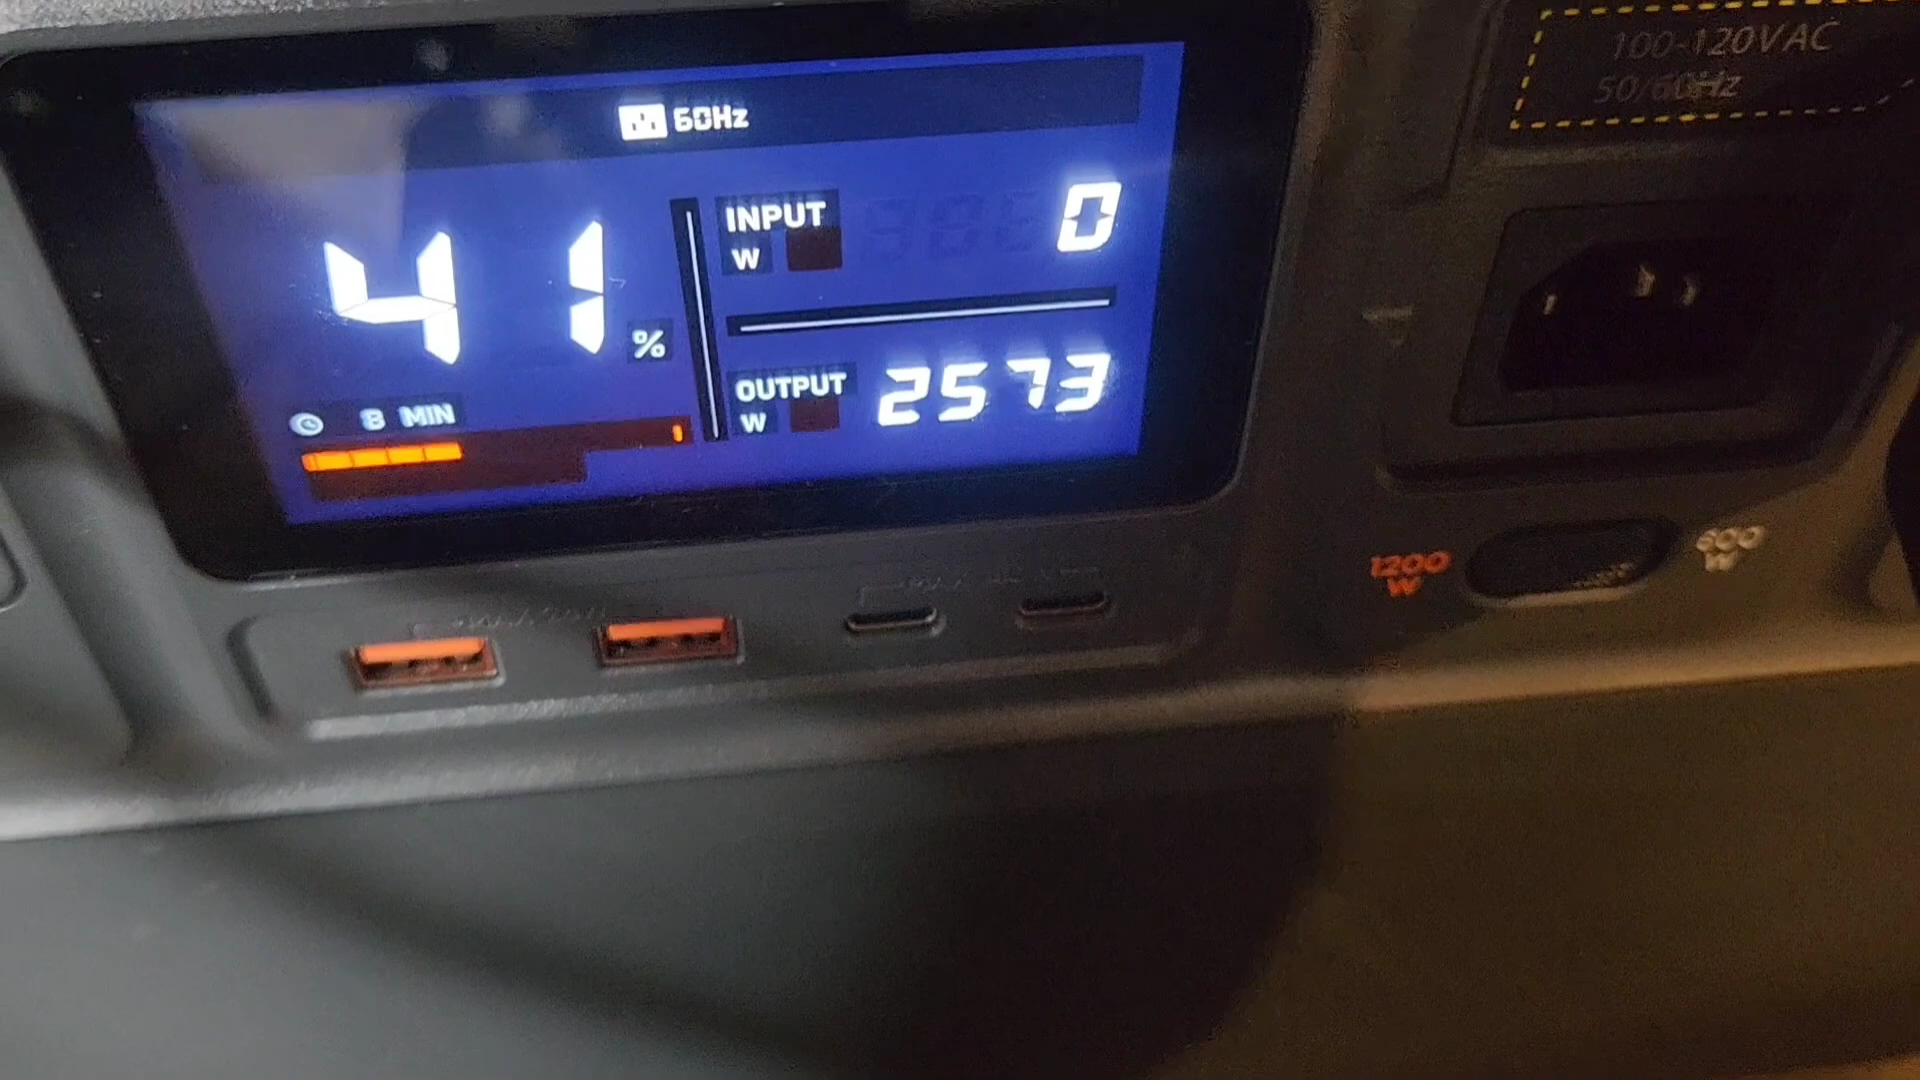 60Hz
41 %
INPUT
W
0
OUTPUT
W
2573
8 MIN
100-120VAC
50/60Hz
1200
W
600
W